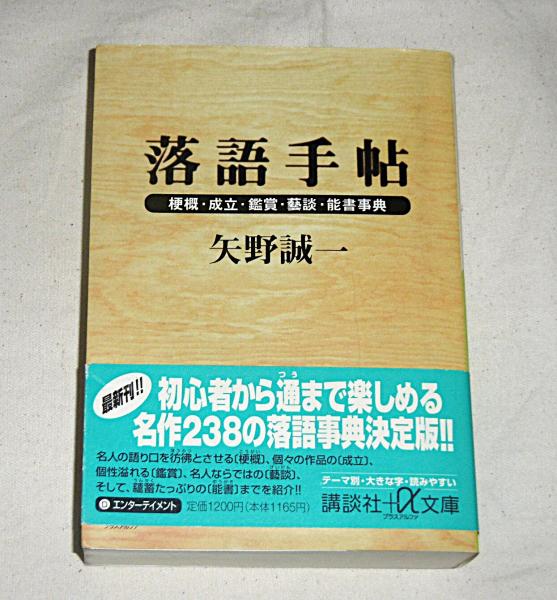 落語手帖
梗概・成立・鑑賞・藝談・能書事典
矢野誠一
最新刊!!
初心者から通まで楽しめる
名作238の落語事典決定版!!
名人の語り口を彷彿とさせる〔梗概〕、個々の作品の〔成立〕、
個性溢れる〔鑑賞〕、名人ならではの〔藝談〕、
そして、蘊蓄たっぷりの〔能書〕までを紹介!!
エンターテイメント
定価1200円(本体1165円)
テーマ別・大きな字・読みやすい
講談社+α文庫
プラスアルファ